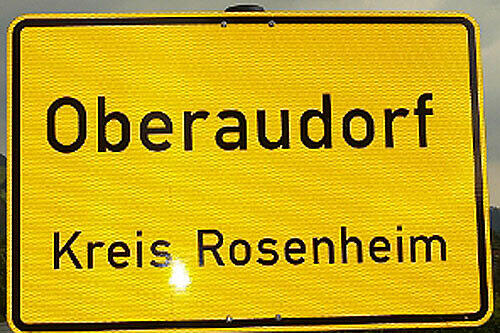 Oberaudorf
Kreis Rosenheim